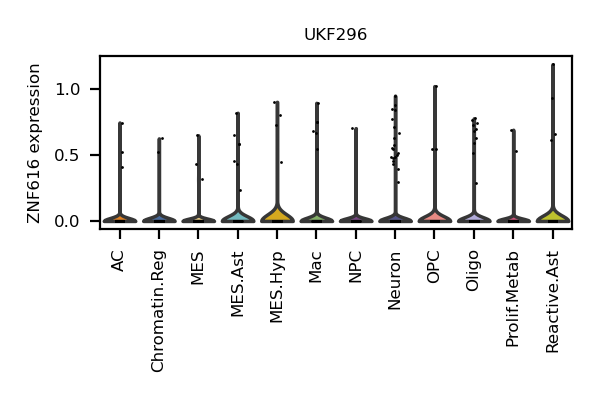 UKF296
ZNF616 expression
1.0
0.5
0.0
AC
Chromatin.Reg
MES
MES.Ast
MES.Hyp
Mac
NPC
Neuron
OPC
Oligo
Prolif.Metab
Reactive.Ast